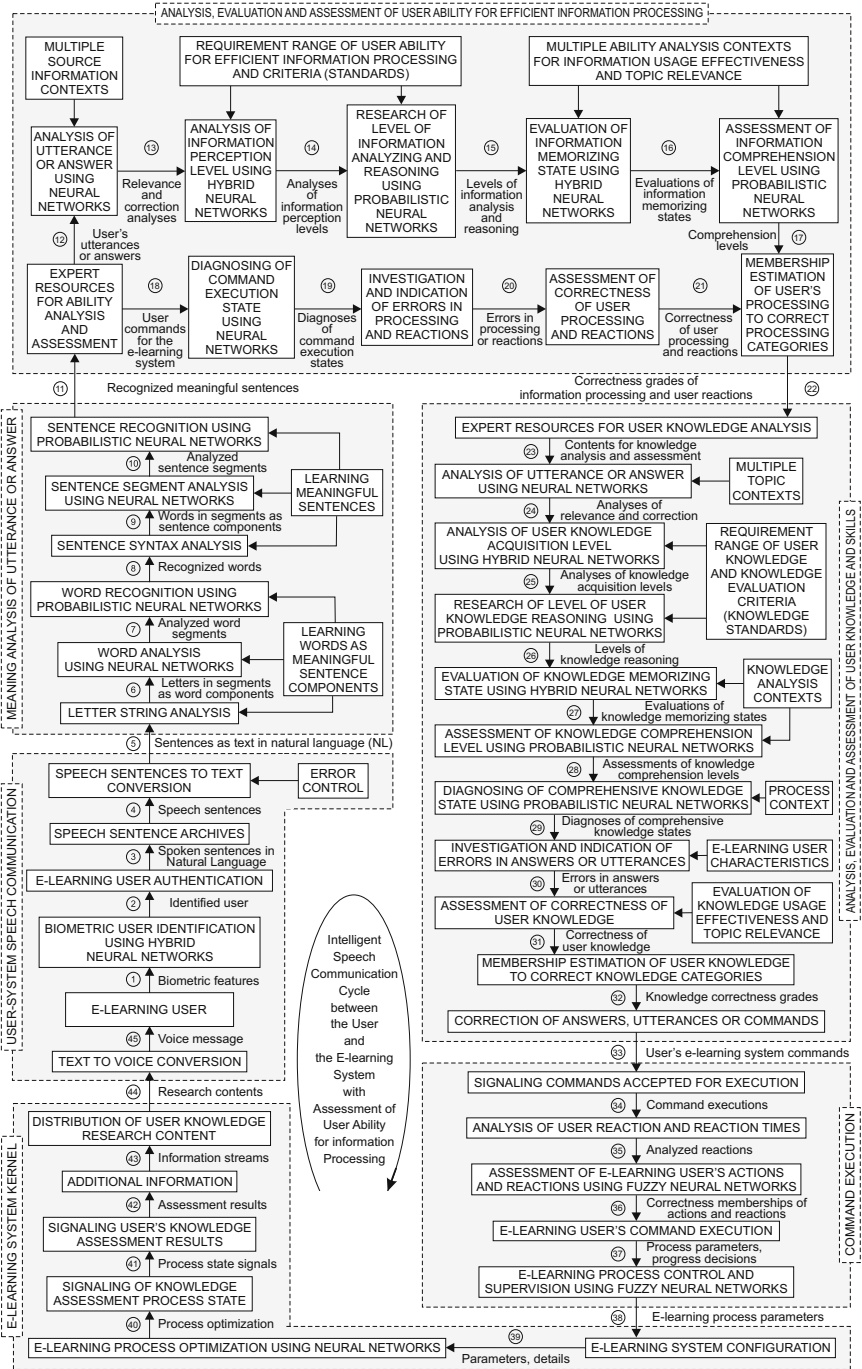 ANALYSIS, EVALUATION AND ASSESSMENT OF USER ABILITY FOR EFFICIENT INFORMATION PROCESSING
MULTIPLE
SOURCE
INFORMATION
CONTEXTS
REQUIREMENT RANGE OF USER ABILITY
FOR EFFICIENT INFORMATION PROCESSING
AND CRITERIA (STANDARDS)
MULTIPLE ABILITY ANALYSIS CONTEXTS
FOR INFORMATION USAGE EFFECTIVENESS
AND TOPIC RELEVANCE
ANALYSIS OF
UTTERANCE
OR ANSWER
USING
NEURAL
NETWORKS
13
Relevance
and
correction
analyses
ANALYSIS OF
INFORMATION
PERCEPTION
LEVEL USING
HYBRID
NEURAL
NETWORKS
14
Analyses
of
information
perception
levels
RESEARCH OF
LEVEL OF
INFORMATION
ANALYZING AND
REASONING
USING
PROBABILISTIC
NEURAL
NETWORKS
15
Levels of
information
analysis
and
reasoning
EVALUATION OF
INFORMATION
MEMORIZING
STATE USING
HYBRID
NEURAL
NETWORKS
16
Evaluations of
information
memorizing
states
ASSESSMENT OF
INFORMATION
COMPREHENSION
LEVEL USING
PROBABILISTIC
NEURAL
NETWORKS
12
User's
utterances
or answers
Comprehension
levels
17
EXPERT
RESOURCES
FOR ABILITY
ANALYSIS
AND
ASSESSMENT
18
User
commands
for the
e-learning
system
DIAGNOSING OF
COMMAND
EXECUTION
STATE
USING
NEURAL
NETWORKS
19
Diagnoses
of
command
execution
states
INVESTIGATION
AND INDICATION
OF ERRORS IN
PROCESSING
AND REACTIONS
20
Errors in
processing
or reactions
ASSESSMENT OF
CORRECTNESS
OF USER
PROCESSING
AND REACTIONS
21
Correctness
of user
processing
and reactions
MEMBERSHIP
ESTIMATION
OF USER'S
PROCESSING
TO CORRECT
PROCESSING
CATEGORIES
11
Recognized meaningful sentences
Correctness grades of
information processing and user reactions
22
MEANING ANALYSIS OF UTTERANCE OR ANSWER
SENTENCE RECOGNITION USING
PROBABILISTIC NEURAL NETWORKS
10
Analyzed
sentence segments
SENTENCE SEGMENT ANALYSIS
USING NEURAL NETWORKS
LEARNING
MEANINGFUL
SENTENCES
9
Words in segments as
sentence components
SENTENCE SYNTAX ANALYSIS
8
Recognized words
WORD RECOGNITION USING
PROBABILISTIC NEURAL NETWORKS
7
Analyzed word
segments
WORD ANALYSIS
USING NEURAL NETWORKS
LEARNING
WORDS AS
MEANINGFUL
SENTENCE
COMPONENTS
6
Letters in segments
as word components
LETTER STRING ANALYSIS
5
Sentences as text in natural language (NL)
USER-SYSTEM SPEECH COMMUNICATION
SPEECH SENTENCES TO TEXT
CONVERSION
ERROR
CONTROL
4
Speech sentences
SPEECH SENTENCE ARCHIVES
3
Spoken sentences in
Natural Language
E-LEARNING USER AUTHENTICATION
2
Identified user
BIOMETRIC USER IDENTIFICATION
USING HYBRID
NEURAL NETWORKS
1
Biometric features
E-LEARNING USER
45
Voice message
TEXT TO VOICE CONVERSION
44
Research contents
E-LEARNING SYSTEM KERNEL
DISTRIBUTION OF USER KNOWLEDGE
RESEARCH CONTENT
43
Information streams
ADDITIONAL INFORMATION
42
Assessment results
SIGNALING USER'S KNOWLEDGE
ASSESSMENT RESULTS
41
Process state signals
SIGNALING OF KNOWLEDGE
ASSESSMENT PROCESS STATE
40
Process optimization
E-LEARNING PROCESS OPTIMIZATION USING NEURAL NETWORKS
Intelligent
Speech
Communication
Cycle
between
the User
and
the E-learning
System
with
Assessment of
User Ability
for information
Processing
ANALYSIS, EVALUATION AND ASSESSMENT OF USER KNOWLEDGE AND SKILLS
EXPERT RESOURCES FOR USER KNOWLEDGE ANALYSIS
23
Contents for knowledge
analysis and assessment
ANALYSIS OF UTTERANCE OR ANSWER
USING NEURAL NETWORKS
MULTIPLE
TOPIC
CONTEXTS
24
Analyses of
relevance and correction
ANALYSIS OF USER KNOWLEDGE
ACQUISITION LEVEL
USING HYBRID NEURAL NETWORKS
REQUIREMENT
RANGE OF USER
KNOWLEDGE
AND KNOWLEDGE
EVALUATION
CRITERIA
(KNOWLEDGE
STANDARDS)
25
Analyses of knowledge
acquisition levels
RESEARCH OF LEVEL OF USER
KNOWLEDGE REASONING USING
PROBABILISTIC NEURAL NETWORKS
26
Levels of
knowledge reasoning
EVALUATION OF KNOWLEDGE MEMORIZING
STATE USING HYBRID NEURAL NETWORKS
KNOWLEDGE
ANALYSIS
CONTEXTS
27
Evaluations of
knowledge memorizing states
ASSESSMENT OF KNOWLEDGE COMPREHENSION
LEVEL USING PROBABILISTIC NEURAL NETWORKS
28
Assessments of knowledge
comprehension levels
DIAGNOSING OF COMPREHENSIVE KNOWLEDGE
STATE USING PROBABILISTIC NEURAL NETWORKS
PROCESS
CONTEXT
29
Diagnoses of comprehensive
knowledge states
INVESTIGATION AND INDICATION OF
ERRORS IN ANSWERS OR UTTERANCES
E-LEARNING USER
CHARACTERISTICS
30
Errors in answers
or utterances
ASSESSMENT OF CORRECTNESS OF
USER KNOWLEDGE
EVALUATION OF
KNOWLEDGE USAGE
EFFECTIVENESS AND
TOPIC RELEVANCE
31
Correctness of
user knowledge
MEMBERSHIP ESTIMATION OF USER KNOWLEDGE
TO CORRECT KNOWLEDGE CATEGORIES
32
Knowledge correctness grades
CORRECTION OF ANSWERS, UTTERANCES OR COMMANDS
33
User's e-learning system commands
COMMAND EXECUTION
SIGNALING COMMANDS ACCEPTED FOR EXECUTION
34
Command executions
ANALYSIS OF USER REACTION AND REACTION TIMES
35
Analyzed reactions
ASSESSMENT OF E-LEARNING USER'S ACTIONS
AND REACTIONS USING FUZZY NEURAL NETWORKS
36
Correctness memberships of
actions and reactions
E-LEARNING USER'S COMMAND EXECUTION
37
Process parameters,
progress decisions
E-LEARNING PROCESS CONTROL AND
SUPERVISION USING FUZZY NEURAL NETWORKS
38
E-learning process parameters
39
Parameters, details
E-LEARNING SYSTEM CONFIGURATION